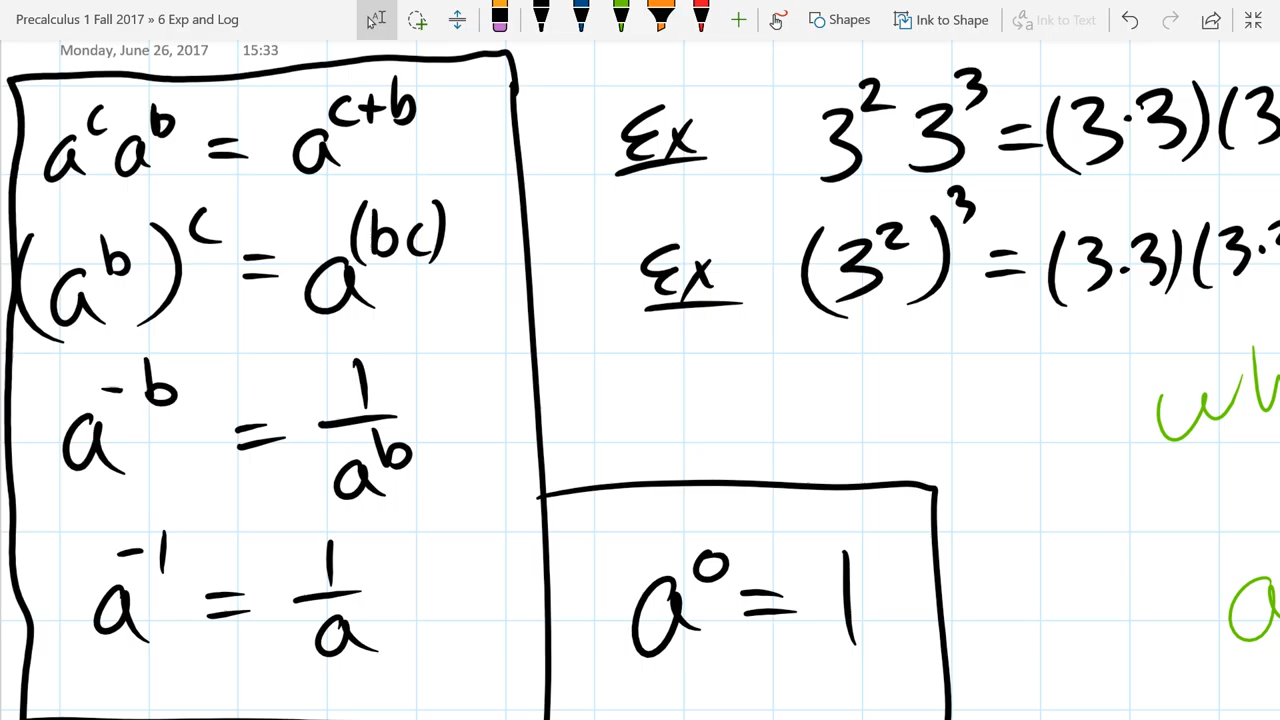 Precalculus 1 Fall 2017 » 6 Exp and Log
Shapes
Ink to Shape
Ink to Text
Monday, June 26, 2017 15:33
a^c a^b = a^(c+b)
(a^b)^c = a^(bc)
a^-b = 1/a^b
a^-1 = 1/a
a^0 = 1
Ex 3^2 3^3 = (3·3)(3
Ex (3^2)^3 = (3·3)(3·
a